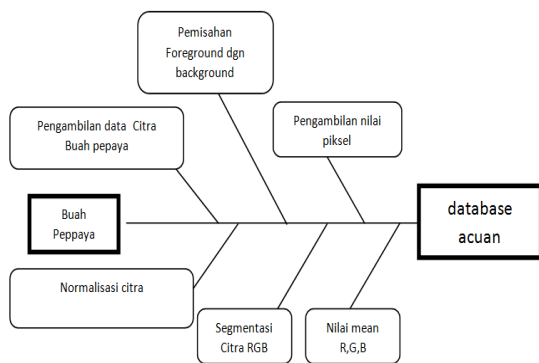 Pemisahan
Foreground dgn
background
Pengambilan data Citra
Buah pepaya
Pengambilan nilai
piksel
Buah
Peppaya
database
acuan
Normalisasi citra
Segmentasi
Citra RGB
Nilai mean
R,G,B